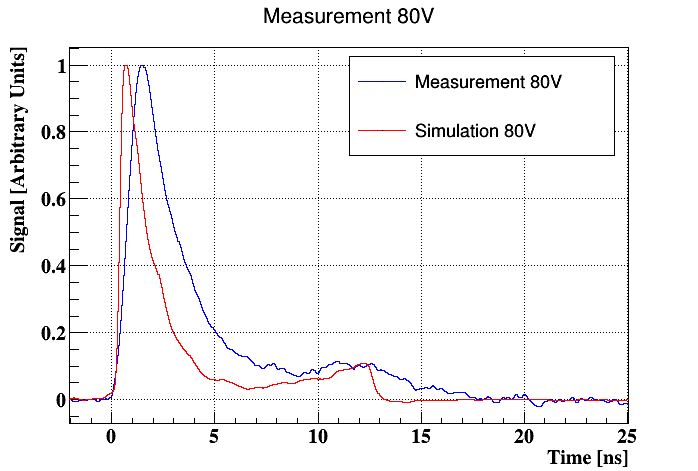 Measurement 80V
Signal [Arbitrary Units]
Measurement 80V
Simulation 80V
1
0.8
0.6
0.4
0.2
0
0 5 10 15 20 25
Time [ns]